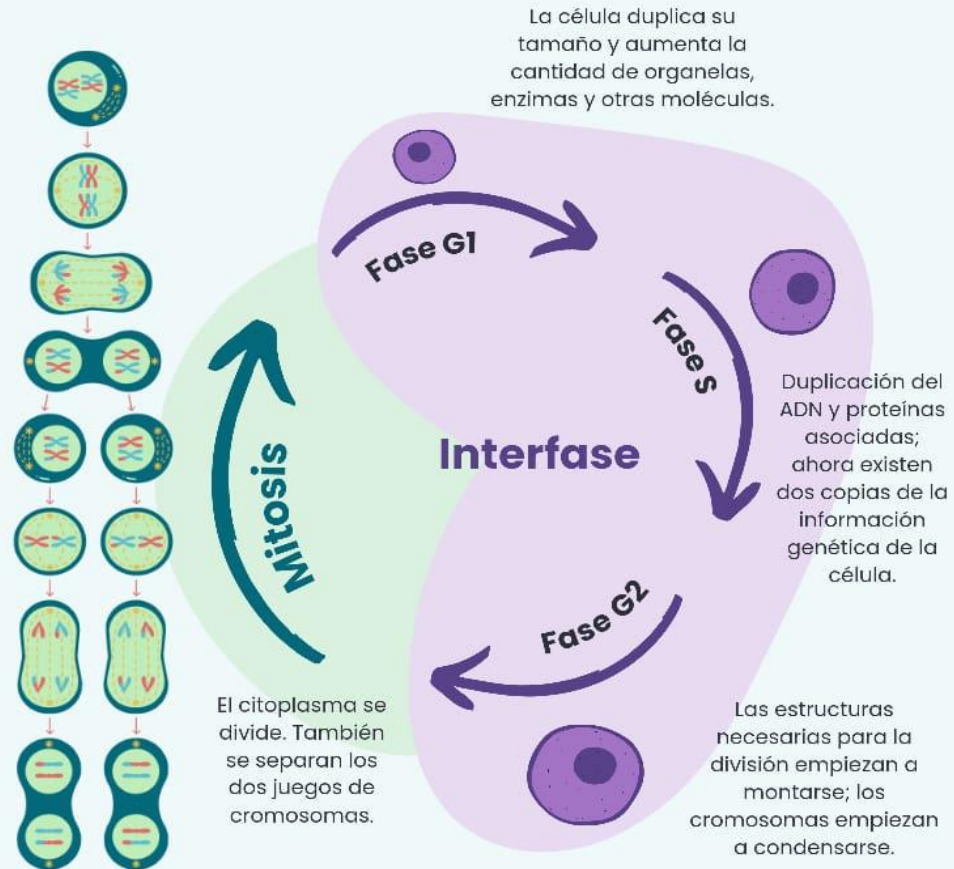 La célula duplica su
tamaño y aumenta la
cantidad de organelas,
enzimas y otras moléculas.
Fase G1
Fase S
Duplicación del
ADN y proteínas
asociadas;
ahora existen
dos copias de la
información
genética de la
célula.
Interfase
Mitosis
Fase G2
El citoplasma se
divide. También
se separan los
dos juegos de
cromosomas.
Las estructuras
necesarias para la
división empiezan a
montarse; los
cromosomas empiezan
a condensarse.